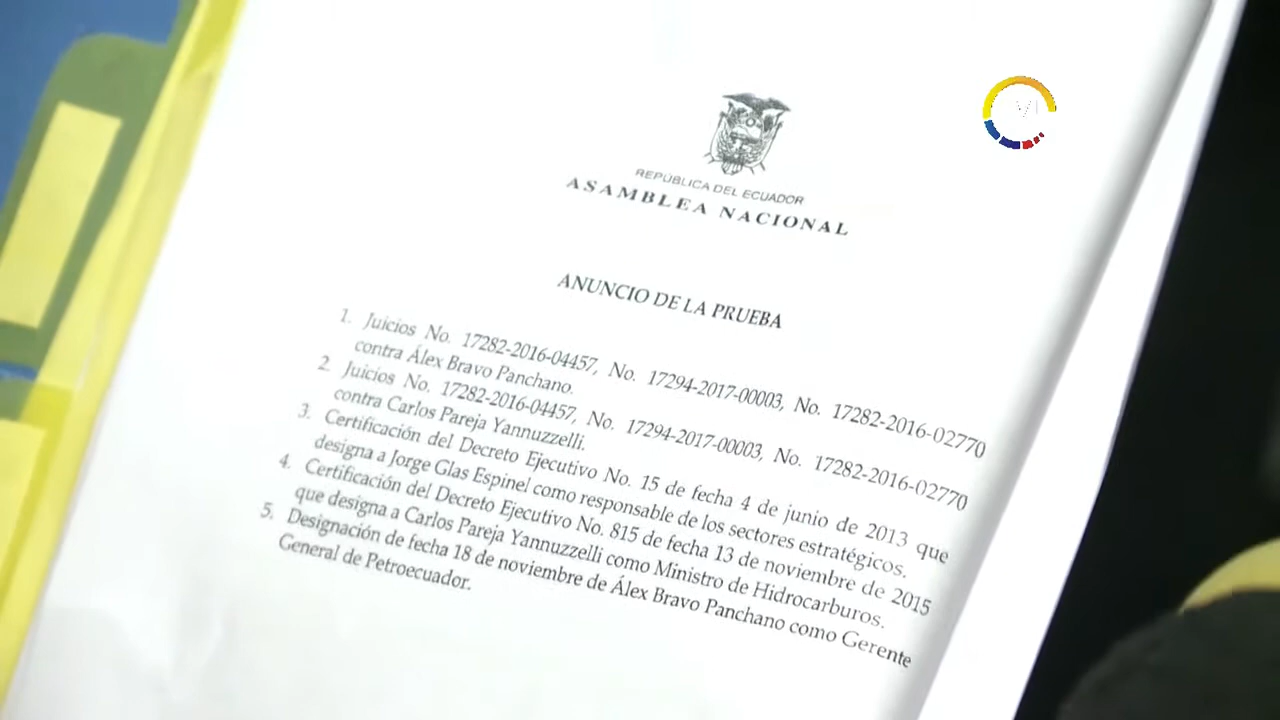 REPÚBLICA DEL ECUADOR
ASAMBLEA NACIONAL
ANUNCIO DE LA PRUEBA
1. Juicios No. 17282-2016-04457, No. 17294-2017-00003, No. 17282-2016-02770
contra Álex Bravo Panchano.
2. Juicios No. 17282-2016-04457, No. 17294-2017-00003, No. 17282-2016-02770
contra Carlos Pareja Yannuzzelli.
3. Certificación del Decreto Ejecutivo No. 15 de fecha 4 de junio de 2013 que
designa a Jorge Glas Espinel como responsable de los sectores estratégicos.
4. Certificación del Decreto Ejecutivo No. 815 de fecha 13 de noviembre de 2015
que designa a Carlos Pareja Yannuzzelli como Ministro de Hidrocarburos.
5. Designación de fecha 18 de noviembre de Álex Bravo Panchano como Gerente
General de Petroecuador.